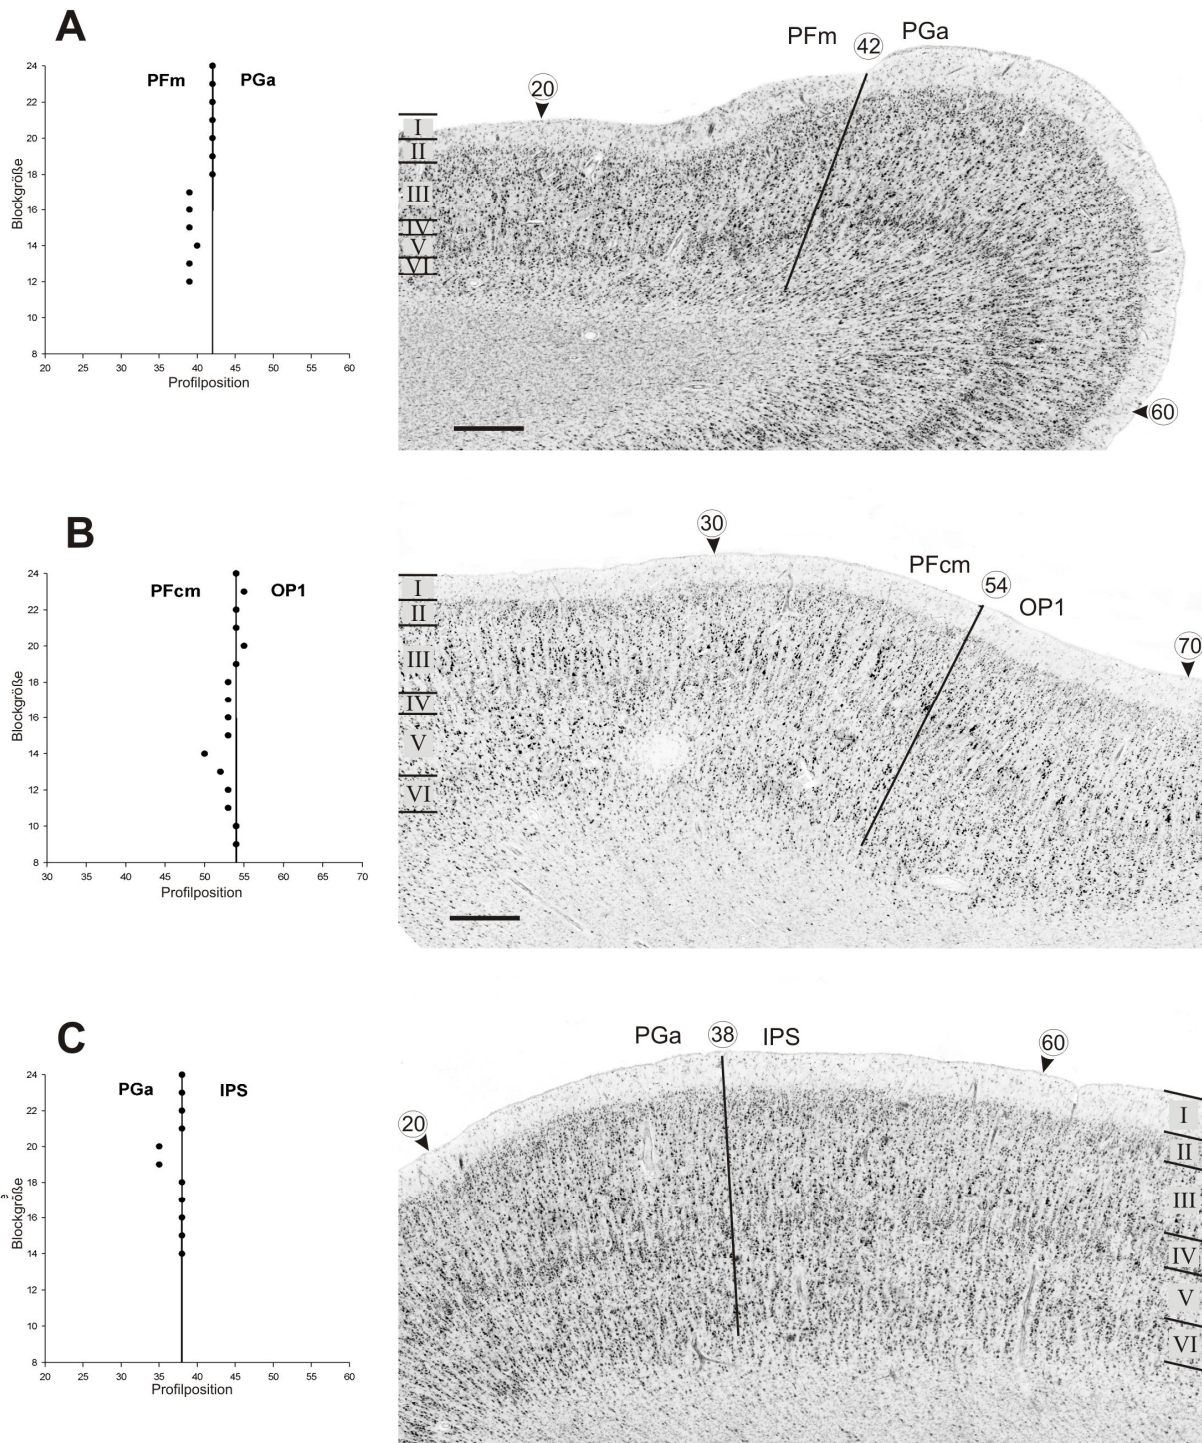 A
PFm PGa
24
22
20
18
16
14
12
10
8
Blockgröße
20 25 30 35 40 45 50 55 60
Profilposition
PFm 42 PGa
20
I
II
III
IV
V
VI
60
B
PFcm OP1
24
22
20
18
16
14
12
10
8
Blockgröße
30 35 40 45 50 55 60 65 70
Profilposition
30
PFcm 54 OP1
70
I
II
III
IV
V
VI
C
PGa IPS
24
22
20
18
16
14
12
10
8
Blockgröße
20 25 30 35 40 45 50 55 60
Profilposition
PGa 38 IPS
60
20
I
II
III
IV
V
VI